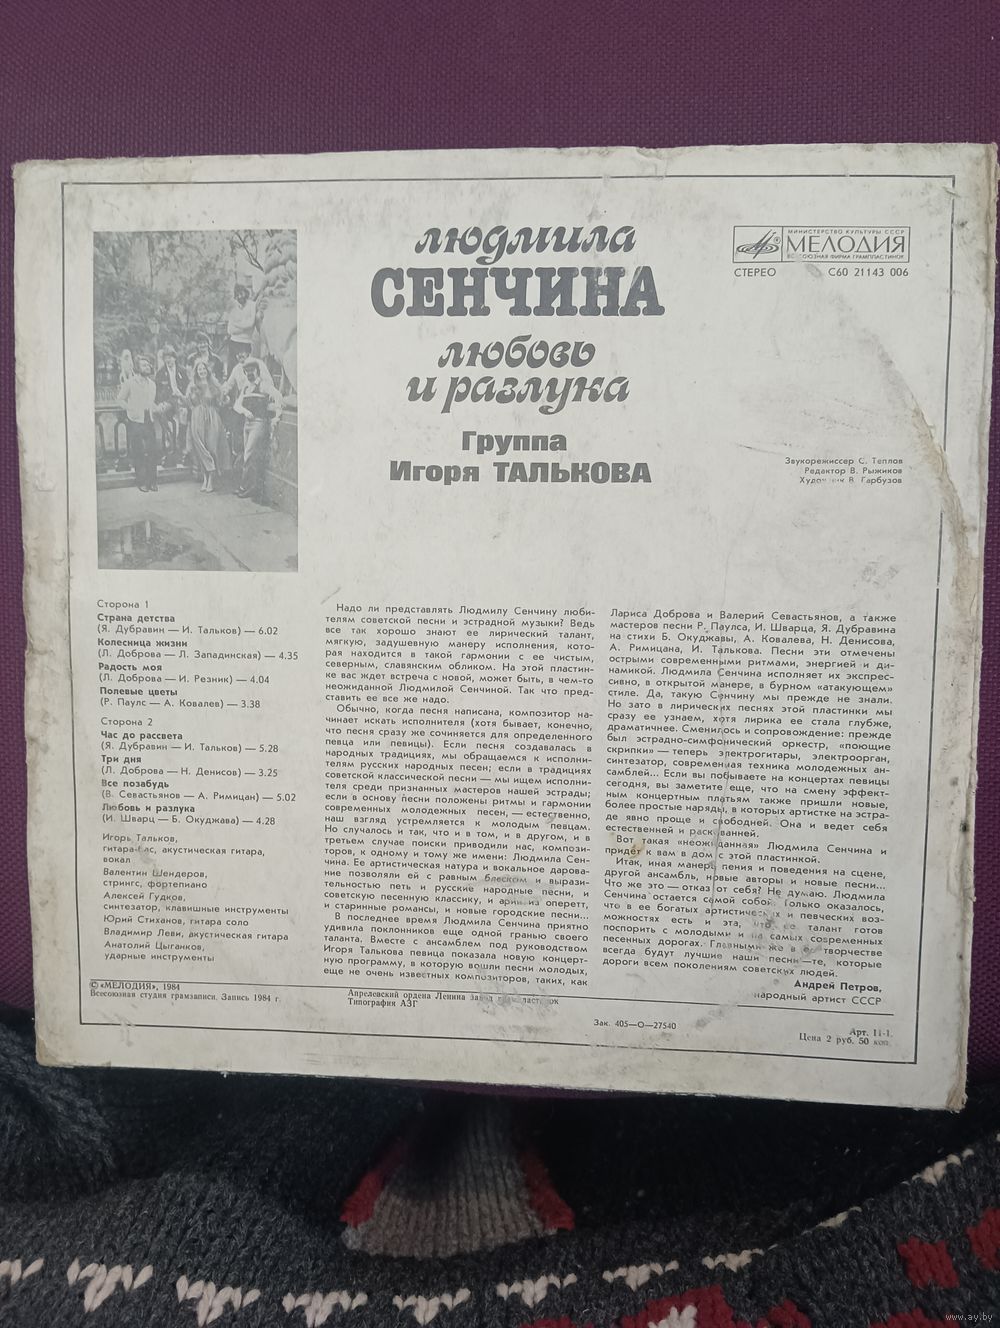 людмила
СЕНЧИНА
любовь
и разлука
Группа
Игоря ТАЛЬКОВА
МИНИСТЕРСТВО КУЛЬТУРЫ СССР
МЕЛОДИЯ
ВСЕСОЮЗНАЯ ФИРМА ГРАМПЛАСТИНОК
СТЕРЕО С60 21143 006
Звукорежиссер С. Теплов
Редактор В. Рыжиков
В. Гарбузов
Сторона 1
Страна детства
(Я. Дубравин — И. Тальков) — 6.02
Колесница жизни
(Л. Доброва — Л. Западинская) — 4.35
Радость моя
(Л. Доброва — И. Резник) — 4.04
Полевые цветы
(Р. Паулс — А. Ковалев) — 3.38
Сторона 2
Час до рассвета
(Я. Дубравин — И. Тальков) — 5.28
Три дня
(Л. Доброва — Н. Денисов) — 3.25
Все позабудь
(В. Севастьянов — А. Римицан) — 5.02
Любовь и разлука
(И. Шварц — Б. Окуджава) — 4.28
Игорь Тальков,
гитара-бас, акустическая гитара,
вокал
Валентин Шендеров,
стрингс, фортепиано
Алексей Гудков,
синтезатор, клавишные инструменты
Юрий Стиханов, гитара соло
Владимир Леви, акустическая гитара
Анатолий Цыганков,
ударные инструменты
Надо ли представлять Людмилу Сенчину люби-
телям советской песни и эстрадной музыки? Ведь
все так хорошо знают ее лирический талант,
мягкую, задушевную манеру исполнения, кото-
рая находится в такой гармонии с ее чистым,
северным, славянским обликом. На этой пластин-
ке вас ждет встреча с новой, может быть, в чем-то
неожиданной Людмилой Сенчиной. Так что пред-
ставить ее все же надо.
Обычно, когда песня написана, композитор на-
чинает искать исполнителя (хотя бывает, конечно,
что песня сразу же сочиняется для определенного
певца или певицы). Если песня создавалась в
народных традициях, мы обращаемся к исполни-
телям русских народных песен; если в традициях
советской классической песни — мы ищем исполни-
теля среди признанных мастеров нашей эстрады;
если в основу песни положены ритмы и гармонии
современных молодежных песен, — естественно,
наш взгляд устремляется к молодым певцам.
Но случалось и так, что и в том, и в другом, и в
третьем случае поиски приводили нас, компози-
торов, к одному и тому же имени: Людмила Сен-
чина. Ее артистическая натура и вокальное дарова-
ние позволяли ей с равным блеском и вырази-
тельностью петь и русские народные песни, и
советскую песенную классику, и арии из оперетт,
и старинные романсы, и новые городские песни...
В последнее время Людмила Сенчина приятно
удивила поклонников еще одной гранью своего
таланта. Вместе с ансамблем под руководством
Игоря Талькова певица показала новую концерт-
ную программу, в которую вошли песни молодых,
еще не очень известных композиторов, таких, как
Лариса Доброва и Валерий Севастьянов, а также
мастеров песни Р. Паулса, И. Шварца, Я. Дубравина
на стихи Б. Окуджавы, А. Ковалева, Н. Денисова,
А. Римицана, И. Талькова. Песни эти отмечены
острыми современными ритмами, энергией и ди-
намикой. Людмила Сенчина исполняет их экспрес-
сивно, в открытой манере, в бурном «атакующем»
стиле. Да, такую Сенчину мы прежде не знали.
Но зато в лирических песнях этой пластинки мы
сразу ее узнаем, хотя лирика ее стала глубже,
драматичнее. Сменилось и сопровождение: прежде
был эстрадно-симфонический оркестр, «поющие
скрипки» — теперь электрогитары, электроорган,
синтезатор, современная техника молодежных ан-
самблей... Если вы побываете на концертах певицы
сегодня, вы заметите еще, что на смену эффект-
ным концертным платьям также пришли новые,
более простые наряды, в которых артистке на эстра-
де явно проще и свободней. Она и ведет себя
естественней и раскованней.
Вот такая «неожиданная» Людмила Сенчина и
придёт к вам в дом с этой пластинкой.
Итак, иная манера пения и поведения на сцене,
другой ансамбль, новые авторы и новые песни...
Что же это — отказ от себя? Не думаю. Людмила
Сенчина остается самой собой. Только оказалось,
что в ее богатых артистических и певческих воз-
можностях есть и эта, что ее талант готов
поспорить с молодыми и на самых современных
песенных дорогах. Главными же в ее творчестве
всегда будут лучшие наши песни — те, которые
дороги всем поколениям советских людей.
Андрей Петров,
народный артист СССР
© «МЕЛОДИЯ», 1984
Всесоюзная студия грамзаписи. Запись 1984 г.
Апрелевский ордена Ленина завод грампластинок
Типография АЗГ
Зак. 405—О—27540
Арт. 11-1.
Цена 2 руб. 50 коп.
www.ay.by